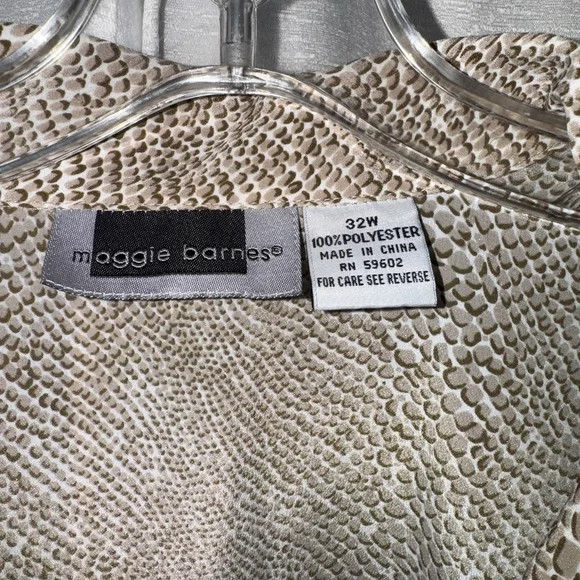 maggie barnes®
32W
100% POLYESTER
MADE IN CHINA
RN 59602
FOR CARE SEE REVERSE